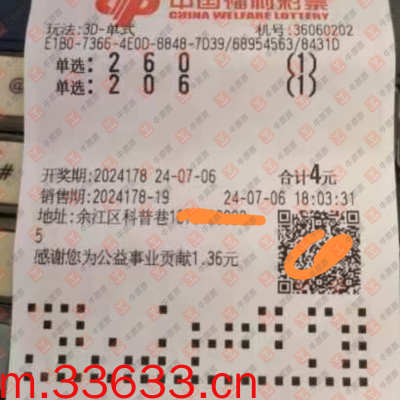 中国福利彩票
CHINA WELFARE LOTTERY
玩法:3D-单式 机号:36060202
E1B0-7366-4E0D-8848-7D39/68954563/8431D
单选: 2 6 0 (1)
单选: 2 0 6 (1)
开奖期:2024178 24-07-06 合计4元
销售期:2024178-19 24-07-06 18:03:31
地址:余江区科普巷
5
感谢您为公益事业贡献1.36元
m.33633.cn